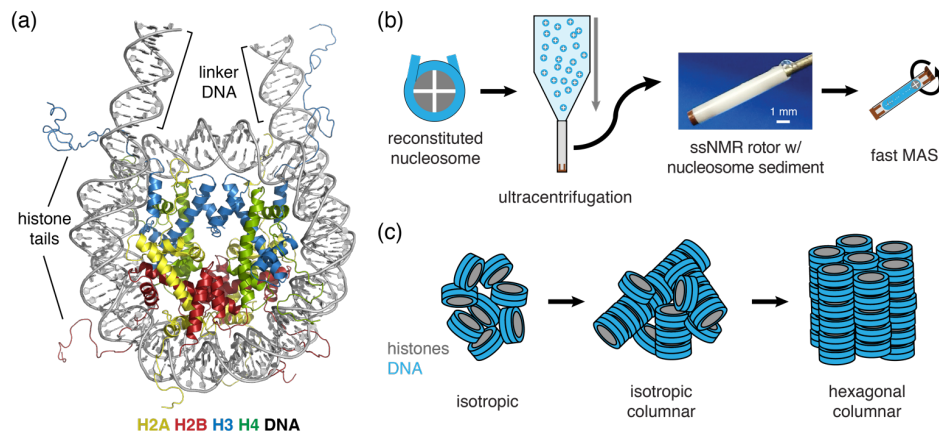 (a)
linker
DNA
histone
tails
H2A H2B H3 H4 DNA
(b)
reconstituted
nucleosome
ultracentrifugation
1 mm
ssNMR rotor w/
nucleosome sediment
fast MAS
(c)
histones
DNA
isotropic
isotropic
columnar
hexagonal
columnar